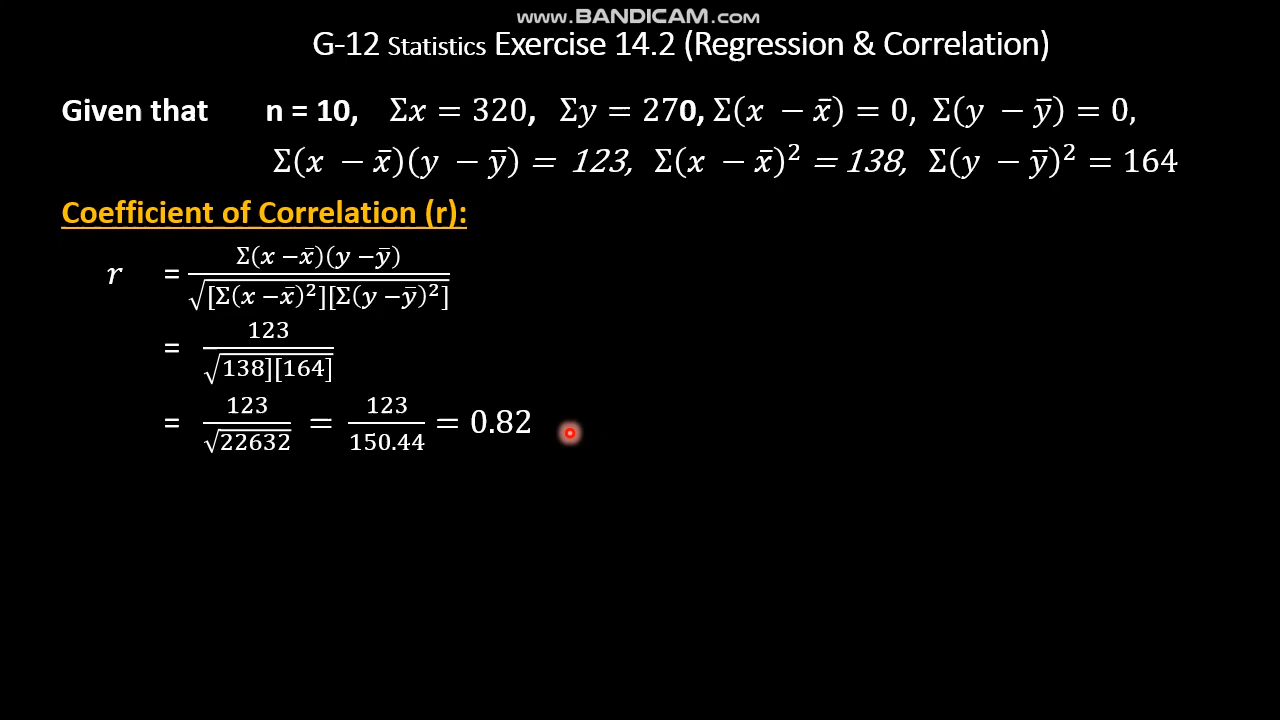 www.BANDICAM.com
G-12 Statistics Exercise 14.2 (Regression & Correlation)
Given that n = 10, Σx = 320, Σy = 270, Σ(x − x̄) = 0, Σ(y − y̅) = 0,
Σ(x − x̄)(y − y̅) = 123, Σ(x − x̄)² = 138, Σ(y − y̅)² = 164
Coefficient of Correlation (r):
r = Σ(x −x̄)(y −y̅) / √[Σ(x −x̄)²][Σ(y −y̅)²]
= 123 / √138][164]
= 123 / √22632 = 123 / 150.44 = 0.82